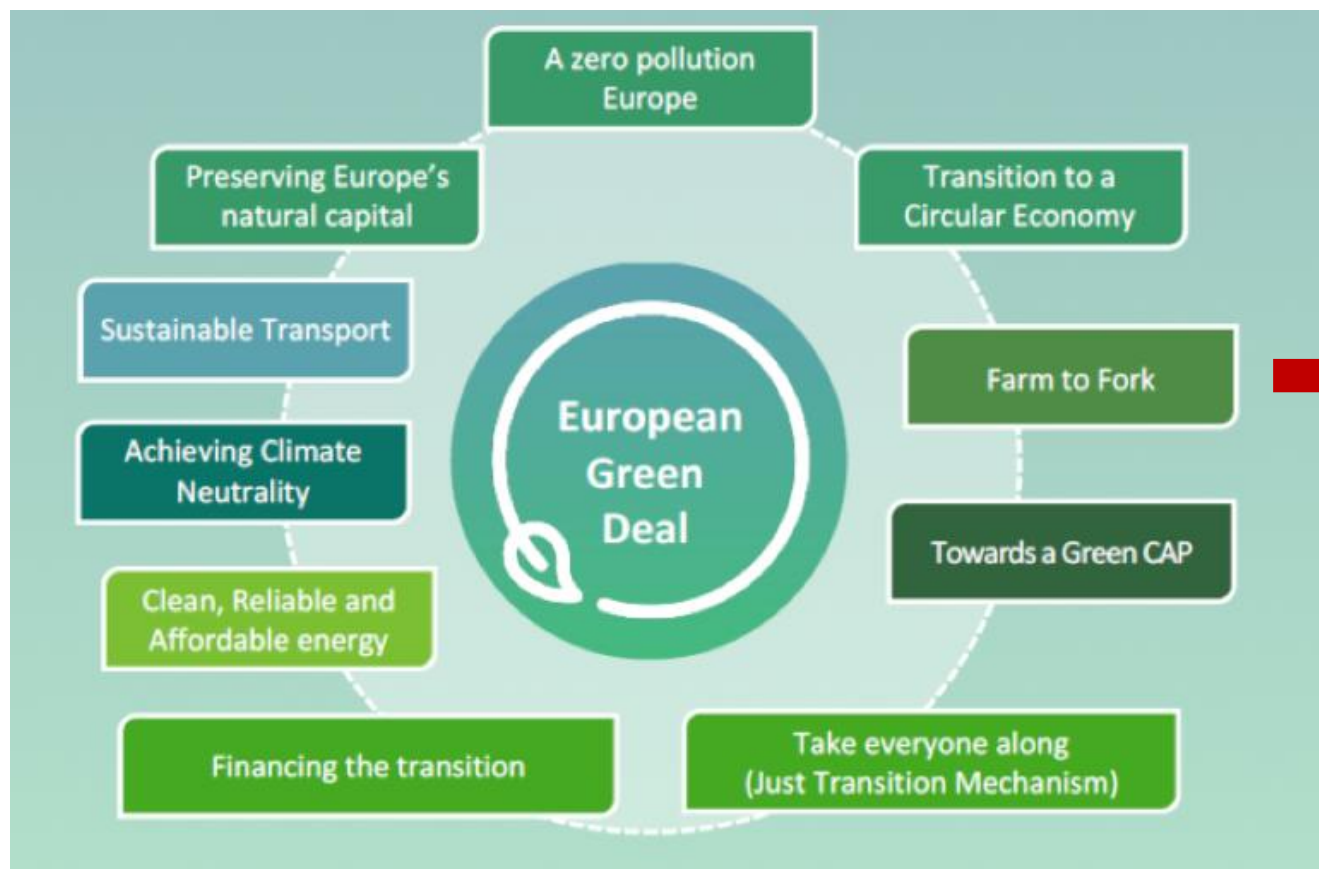 A zero pollution
Europe
Preserving Europe's
natural capital
Transition to a
Circular Economy
Sustainable Transport
Farm to Fork
European
Green
Deal
Achieving Climate
Neutrality
Towards a Green CAP
Clean, Reliable and
Affordable energy
Financing the transition
Take everyone along
(Just Transition Mechanism)